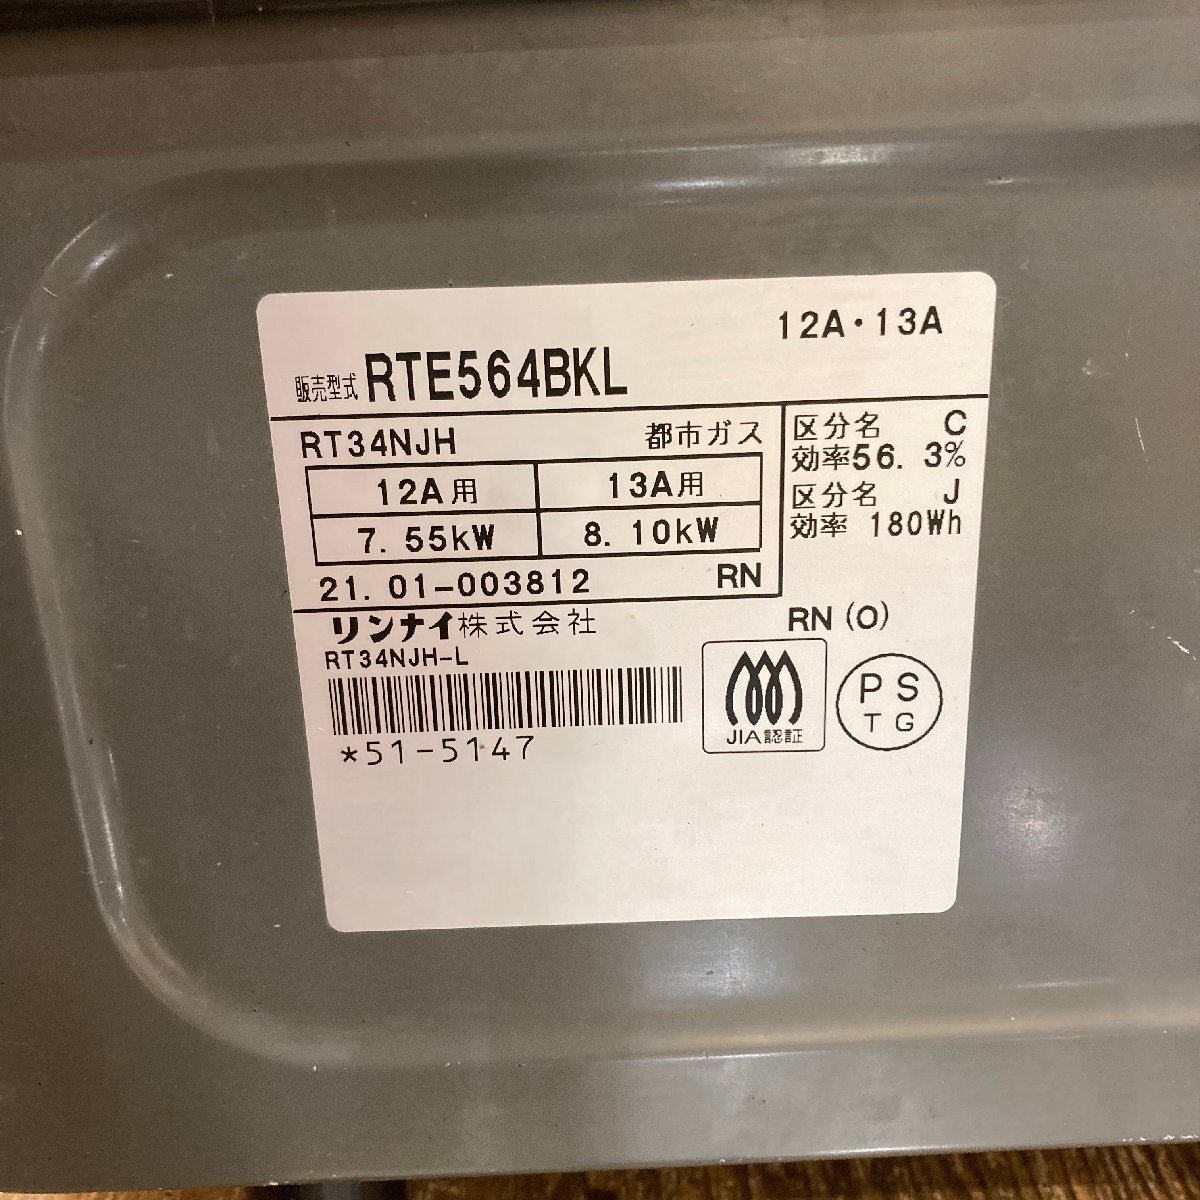 12A・13A
販売型式 RTE564BKL
RT34NJH 都市ガス
12A用 13A用
7.55kW 8.10kW
21.01-003812 RN
区分名 C
効率56.3%
区分名 J
効率 180Wh
リンナイ株式会社
RN(O)
RT34NJH-L
*51-5147
JIA認証
PS
TG